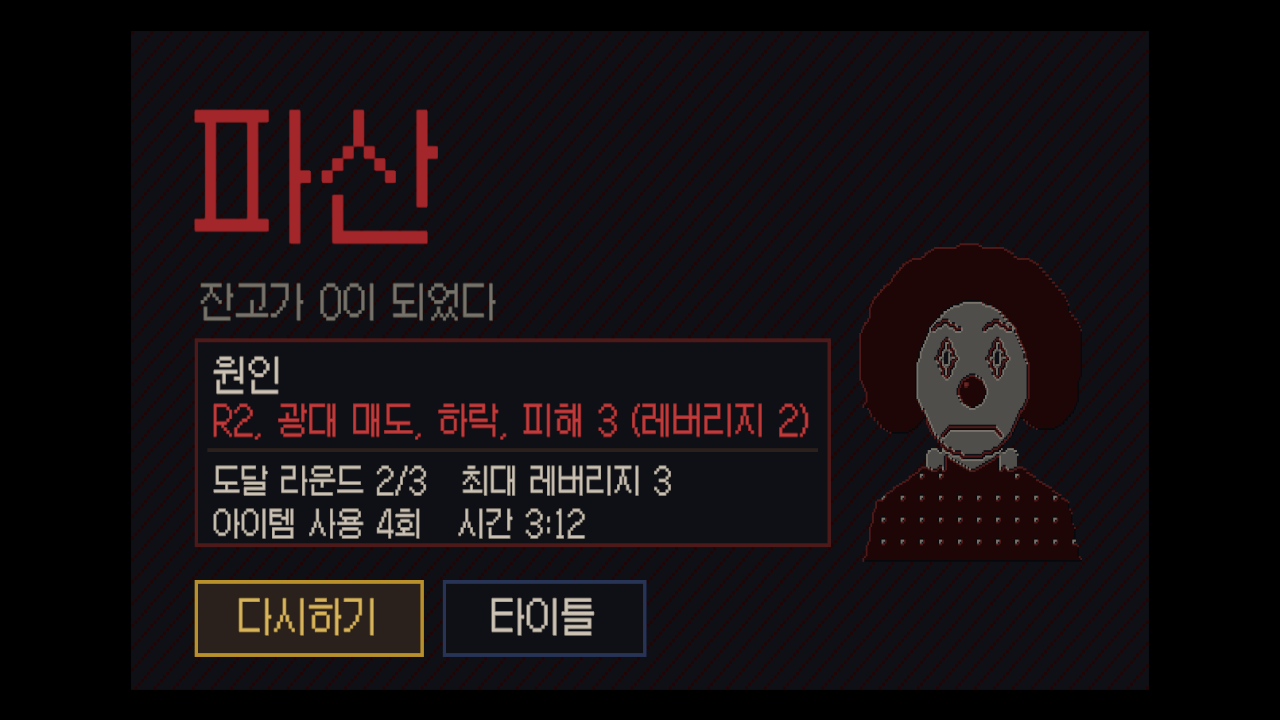 파산
잔고가 0이 되었다
원인
R2, 광대 매도, 하락, 피해 3 (레버리지 2)
도달 라운드 2/3 최대 레버리지 3
아이템 사용 4회 시간 3:12
다시하기 타이틀